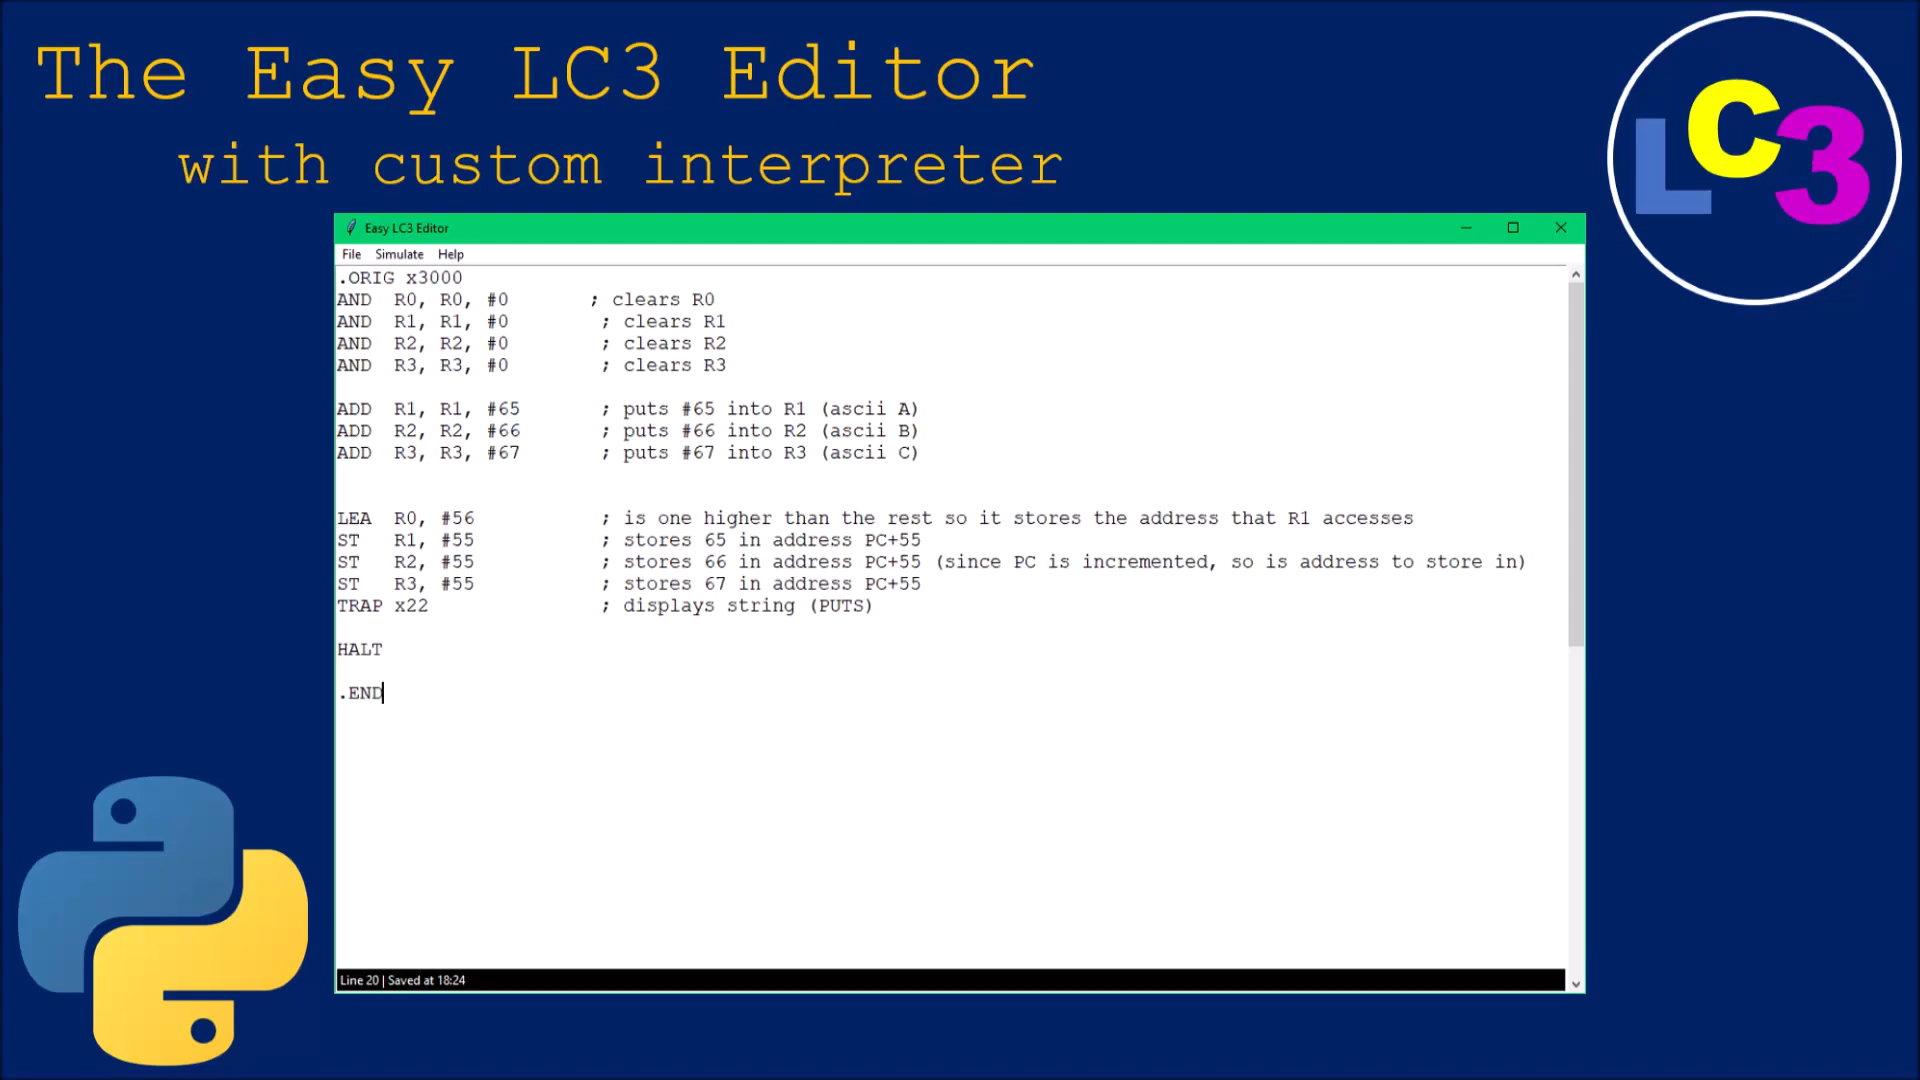 The Easy LC3 Editor
with custom interpreter
LC3
Easy LC3 Editor
File Simulate Help
.ORIG x3000
AND R0, R0, #0 ; clears R0
AND R1, R1, #0 ; clears R1
AND R2, R2, #0 ; clears R2
AND R3, R3, #0 ; clears R3
ADD R1, R1, #65 ; puts #65 into R1 (ascii A)
ADD R2, R2, #66 ; puts #66 into R2 (ascii B)
ADD R3, R3, #67 ; puts #67 into R3 (ascii C)
LEA R0, #56 ; is one higher than the rest so it stores the address that R1 accesses
ST R1, #55 ; stores 65 in address PC+55
ST R2, #55 ; stores 66 in address PC+55 (since PC is incremented, so is address to store in)
ST R3, #55 ; stores 67 in address PC+55
TRAP x22 ; displays string (PUTS)
HALT
.END
Line 20 | Saved at 18:24